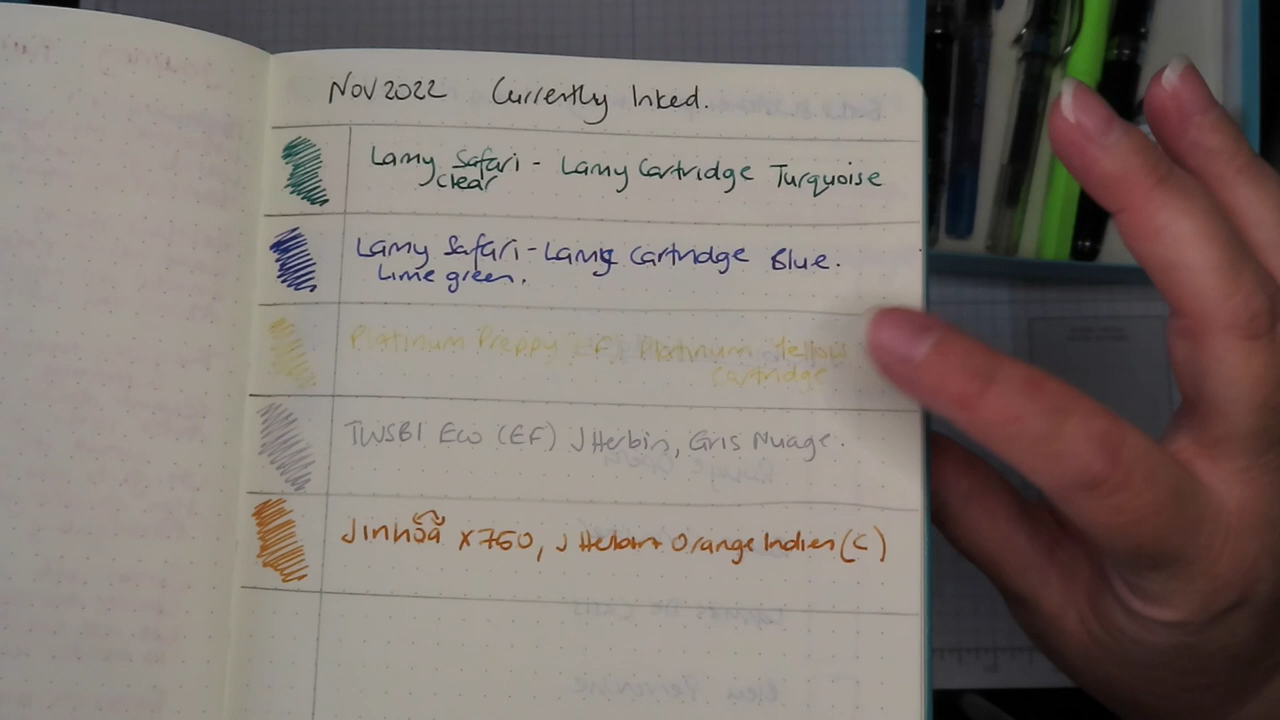 Nov 2022 Currently Inked.
Lamy Safari - Lamy Cartridge Turquoise
clear
Lamy Safari - Lamy Cartridge Blue.
Lime green.
Platinum Preppy (EF) Platinum Yellow
Cartridge
TWSBI Eco (EF) J Herbin, Gris Nuage.
Jinhao X750, J Herbin Orange Indien (C)